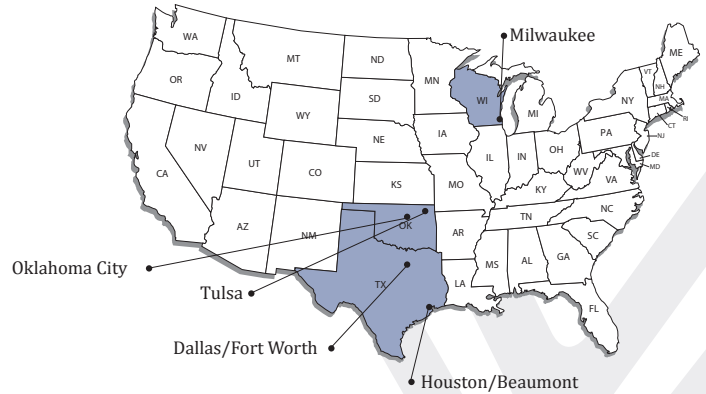 Milwaukee
WA
MT
ND
MN
WI
MI
ME
VT
NH
MA
RI
CT
NY
OR
ID
SD
WY
IA
NE
PA
NJ
NV
UT
CO
IL
IN
OH
DE
MD
WV
VA
CA
KS
MO
KY
NC
TN
AZ
NM
OK
AR
SC
MS
AL
GA
TX
LA
FL
Oklahoma City
Tulsa
Dallas/Fort Worth
Houston/Beaumont